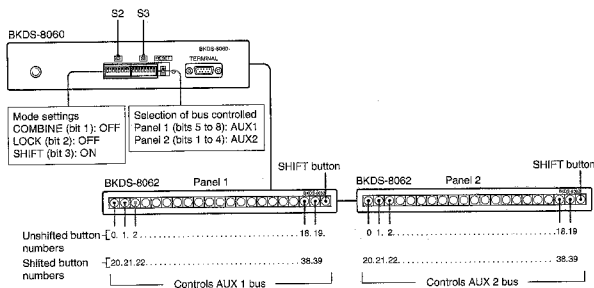 S2 S3
BKDS-8060
BKDS-8060
RESET
TERMINAL
Mode settings
COMBINE (bit 1): OFF
LOCK (bit 2): OFF
SHIFT (bit 3): ON
Selection of bus controlled
Panel 1 (bits 5 to 8): AUX1
Panel 2 (bits 1 to 4): AUX2
SHIFT button
SHIFT button
BKDS-8062 Panel 1
BKDS-8062 Panel 2
Unshifted button numbers
0. 1. 2. . . . . . . . . . . . . . . . . . . . . . . . . . . . . 18. 19.
0 1. 2. . . . . . . . . . . . . . . . . . . . . . . . . . . . . 18.19
Shifted button numbers
20.21.22. . . . . . . . . . . . . . . . . . . . . . . . . . . . 38.39
20.21.22. . . . . . . . . . . . . . . . . . . . . . . . . . . . 38.39
Controls AUX 1 bus
Controls AUX 2 bus